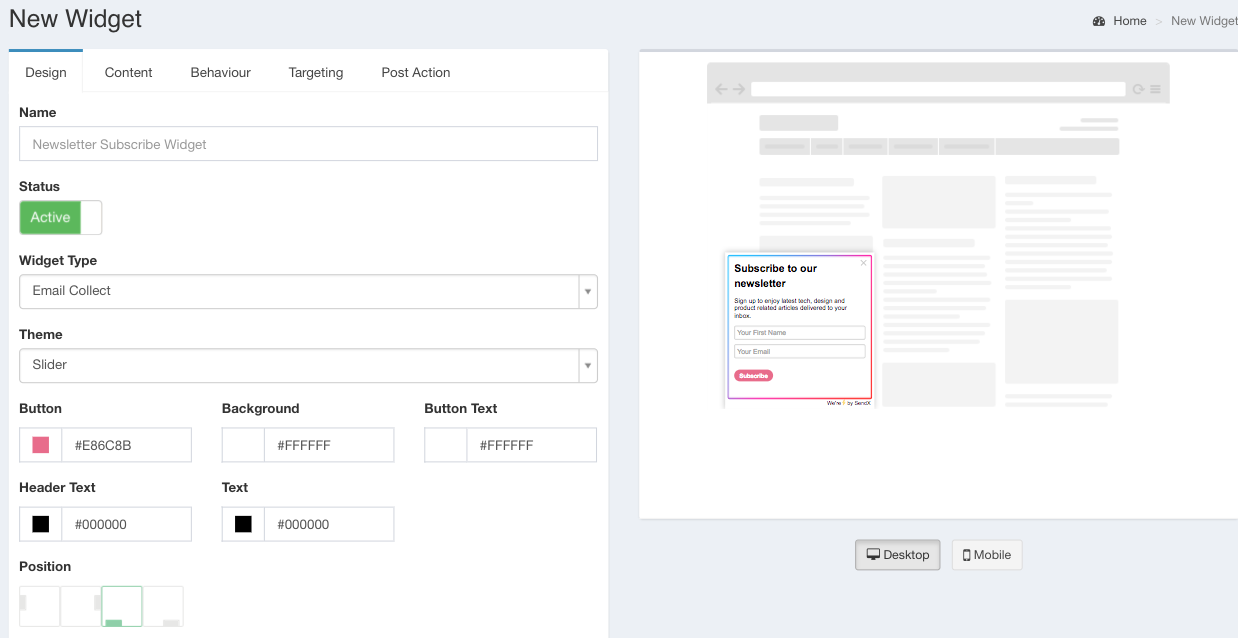 New Widget
Home > New Widget
Design Content Behaviour Targeting Post Action
Name
Newsletter Subscribe Widget
Status
Active
Widget Type
Email Collect
Theme
Slider
Button Background Button Text
#E86C8B #FFFFFF #FFFFFF
Header Text Text
#000000 #000000
Position
Subscribe to our
newsletter
Sign up to enjoy latest tech, design and
product related articles delivered to your
inbox.
Your First Name
Your Email
Subscribe
We're ⚡ by SendX
Desktop Mobile